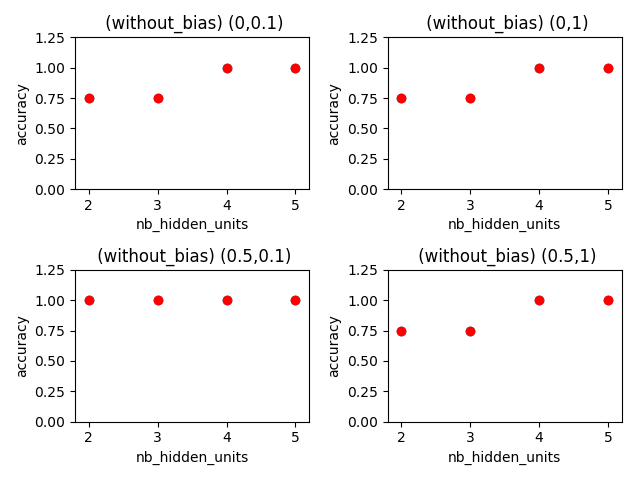 (without_bias) (0,0.1)
1.25
1.00
0.75
0.50
0.25
0.00
accuracy
2 3 4 5
nb_hidden_units
(without_bias) (0,1)
1.25
1.00
0.75
0.50
0.25
0.00
accuracy
2 3 4 5
nb_hidden_units
(without_bias) (0.5,0.1)
1.25
1.00
0.75
0.50
0.25
0.00
accuracy
2 3 4 5
nb_hidden_units
(without_bias) (0.5,1)
1.25
1.00
0.75
0.50
0.25
0.00
accuracy
2 3 4 5
nb_hidden_units